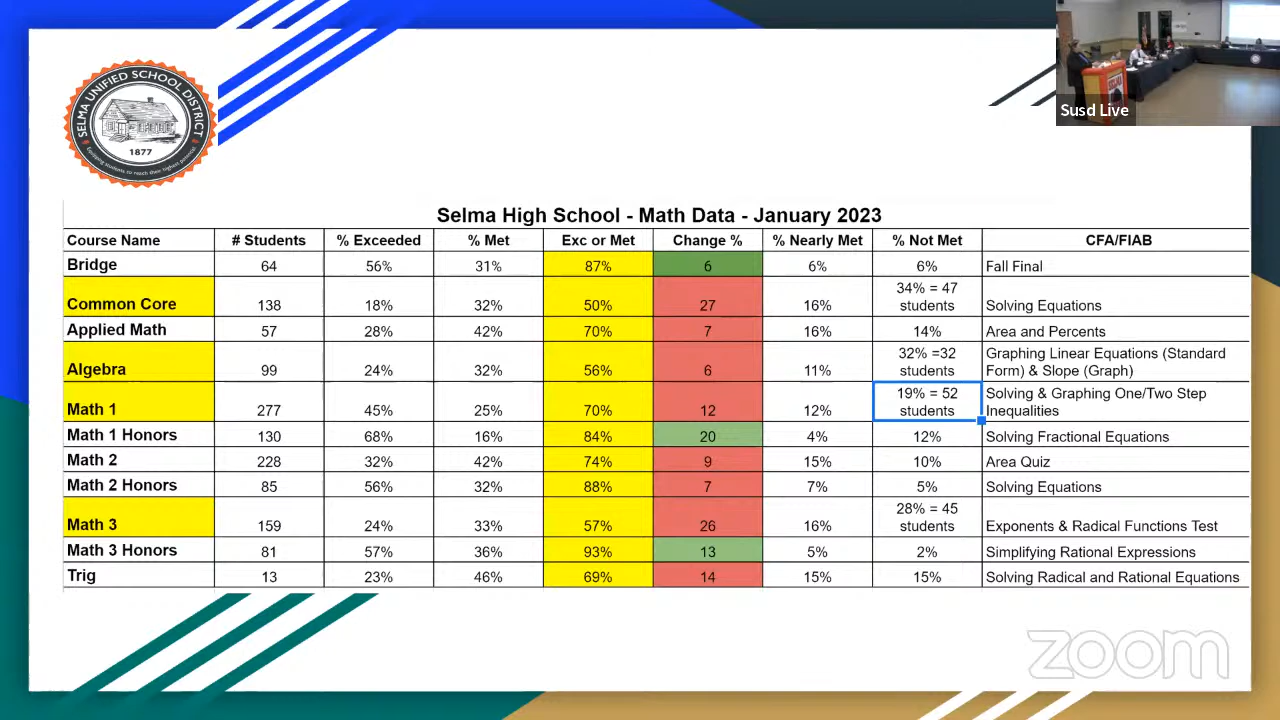 SELMA UNIFIED SCHOOL DISTRICT
1877
Equipping students to reach their highest potential
SELMA
Susd Live
Selma High School - Math Data - January 2023
Course Name # Students % Exceeded % Met Exc or Met Change % % Nearly Met % Not Met CFA/FIAB
Bridge 64 56% 31% 87% 6 6% 6% Fall Final
Common Core 138 18% 32% 50% 27 16% 34% = 47 students Solving Equations
Applied Math 57 28% 42% 70% 7 16% 14% Area and Percents
Algebra 99 24% 32% 56% 6 11% 32% =32 students Graphing Linear Equations (Standard Form) & Slope (Graph)
Math 1 277 45% 25% 70% 12 12% 19% = 52 students Solving & Graphing One/Two Step Inequalities
Math 1 Honors 130 68% 16% 84% 20 4% 12% Solving Fractional Equations
Math 2 228 32% 42% 74% 9 15% 10% Area Quiz
Math 2 Honors 85 56% 32% 88% 7 7% 5% Solving Equations
Math 3 159 24% 33% 57% 26 16% 28% = 45 students Exponents & Radical Functions Test
Math 3 Honors 81 57% 36% 93% 13 5% 2% Simplifying Rational Expressions
Trig 13 23% 46% 69% 14 15% 15% Solving Radical and Rational Equations
zoom